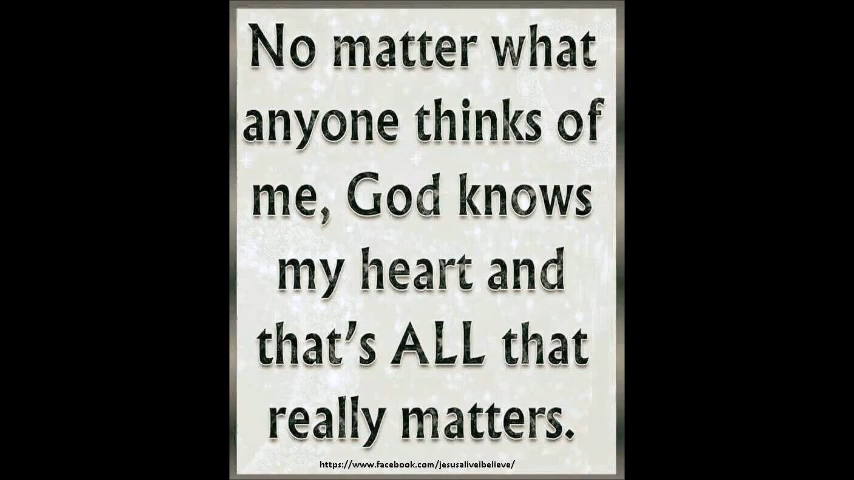 No matter what
anyone thinks of
me, God knows
my heart and
that's ALL that
really matters.
https://www.facebook.com/jesusaliveibelieve/